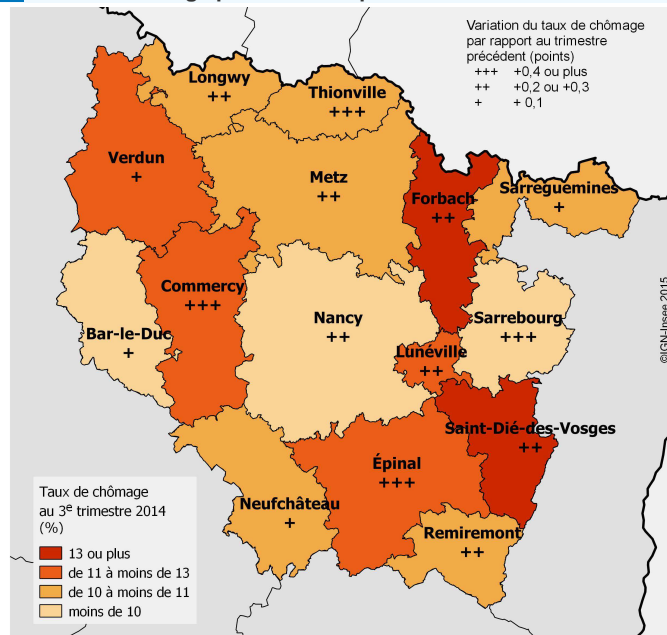 Variation du taux de chômage
par rapport au trimestre
précédent (points)
+++ +0,4 ou plus
++ +0,2 ou +0,3
+ + 0,1
Longwy
++
Thionville
+++
Verdun
+
Metz
++
Forbach
++
Sarreguemines
+
Commercy
+++
Bar-le-Duc
+
Nancy
++
Sarrebourg
+++
Lunéville
++
Saint-Dié-des-Vosges
++
Épinal
+++
Neufchâteau
+
Remiremont
++
©IGN-Insee 2015
Taux de chômage
au 3e trimestre 2014
(%)
13 ou plus
de 11 à moins de 13
de 10 à moins de 11
moins de 10